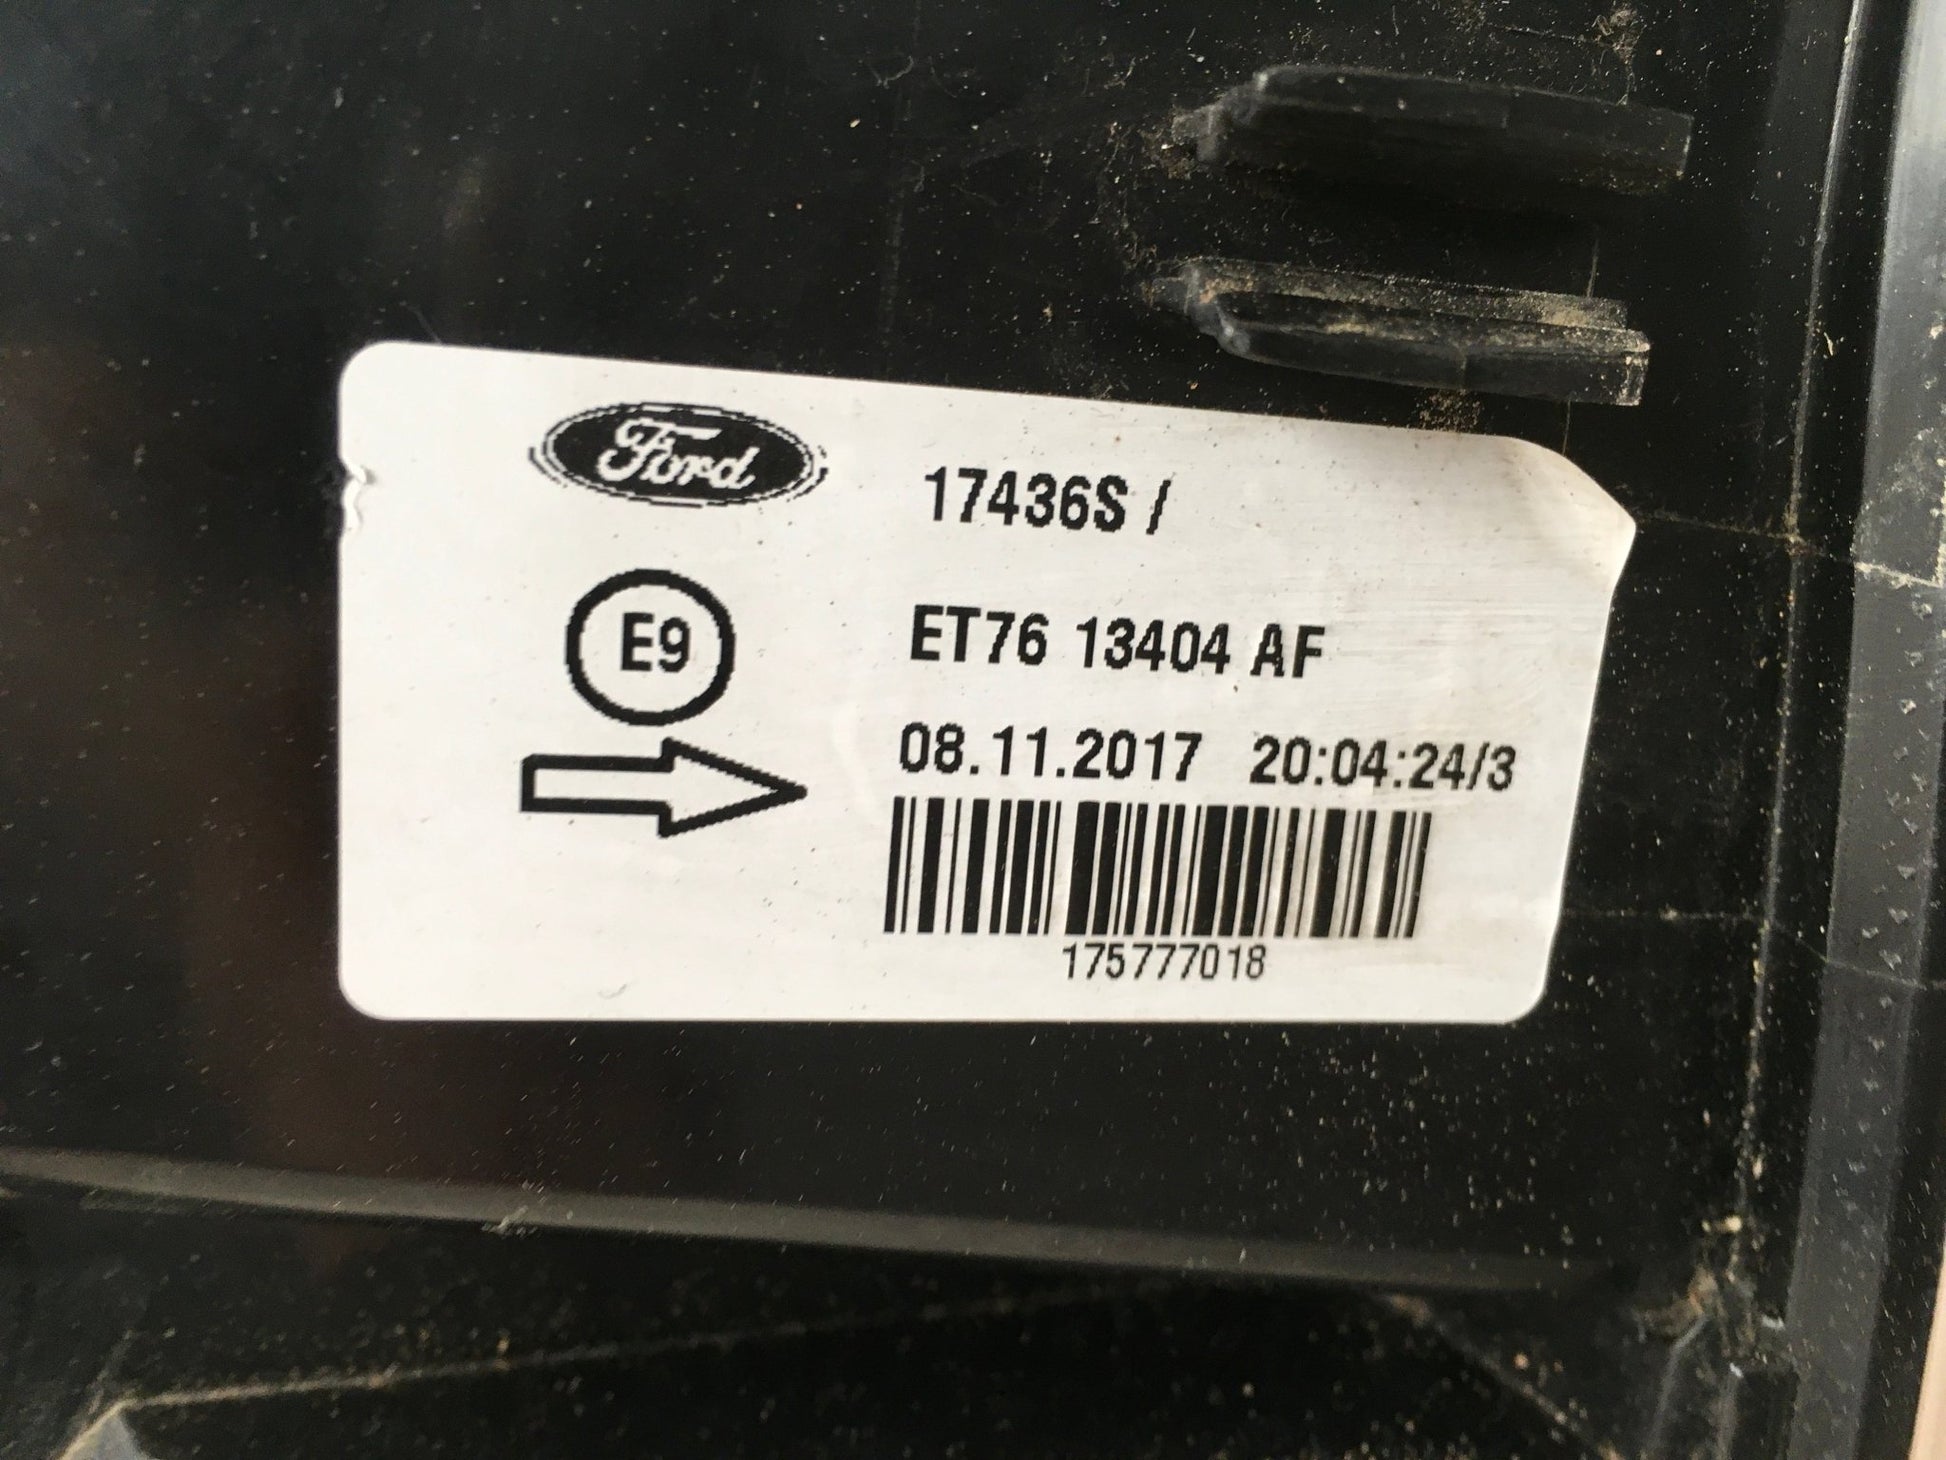 Ford
17436S /
E9
ET76 13404 AF
08.11.2017 20:04:24/3
175777018